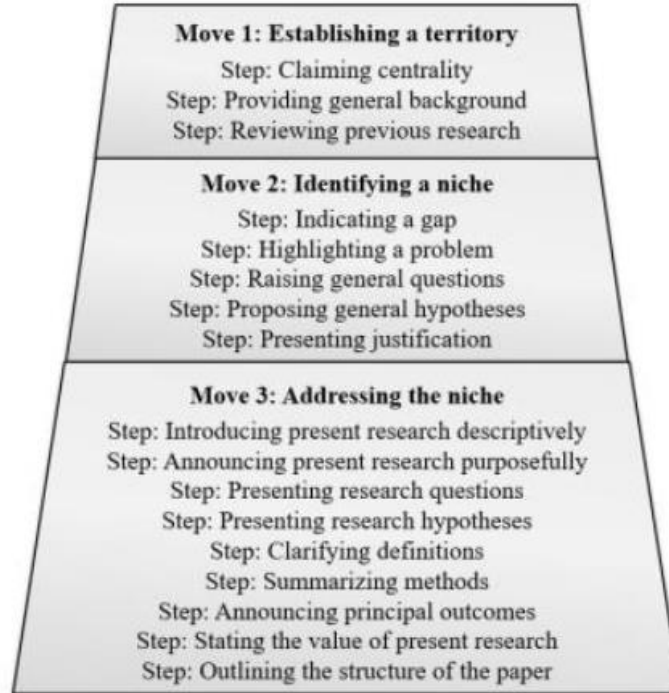 Move 1: Establishing a territory
Step: Claiming centrality
Step: Providing general background
Step: Reviewing previous research
Move 2: Identifying a niche
Step: Indicating a gap
Step: Highlighting a problem
Step: Raising general questions
Step: Proposing general hypotheses
Step: Presenting justification
Move 3: Addressing the niche
Step: Introducing present research descriptively
Step: Announcing present research purposefully
Step: Presenting research questions
Step: Presenting research hypotheses
Step: Clarifying definitions
Step: Summarizing methods
Step: Announcing principal outcomes
Step: Stating the value of present research
Step: Outlining the structure of the paper